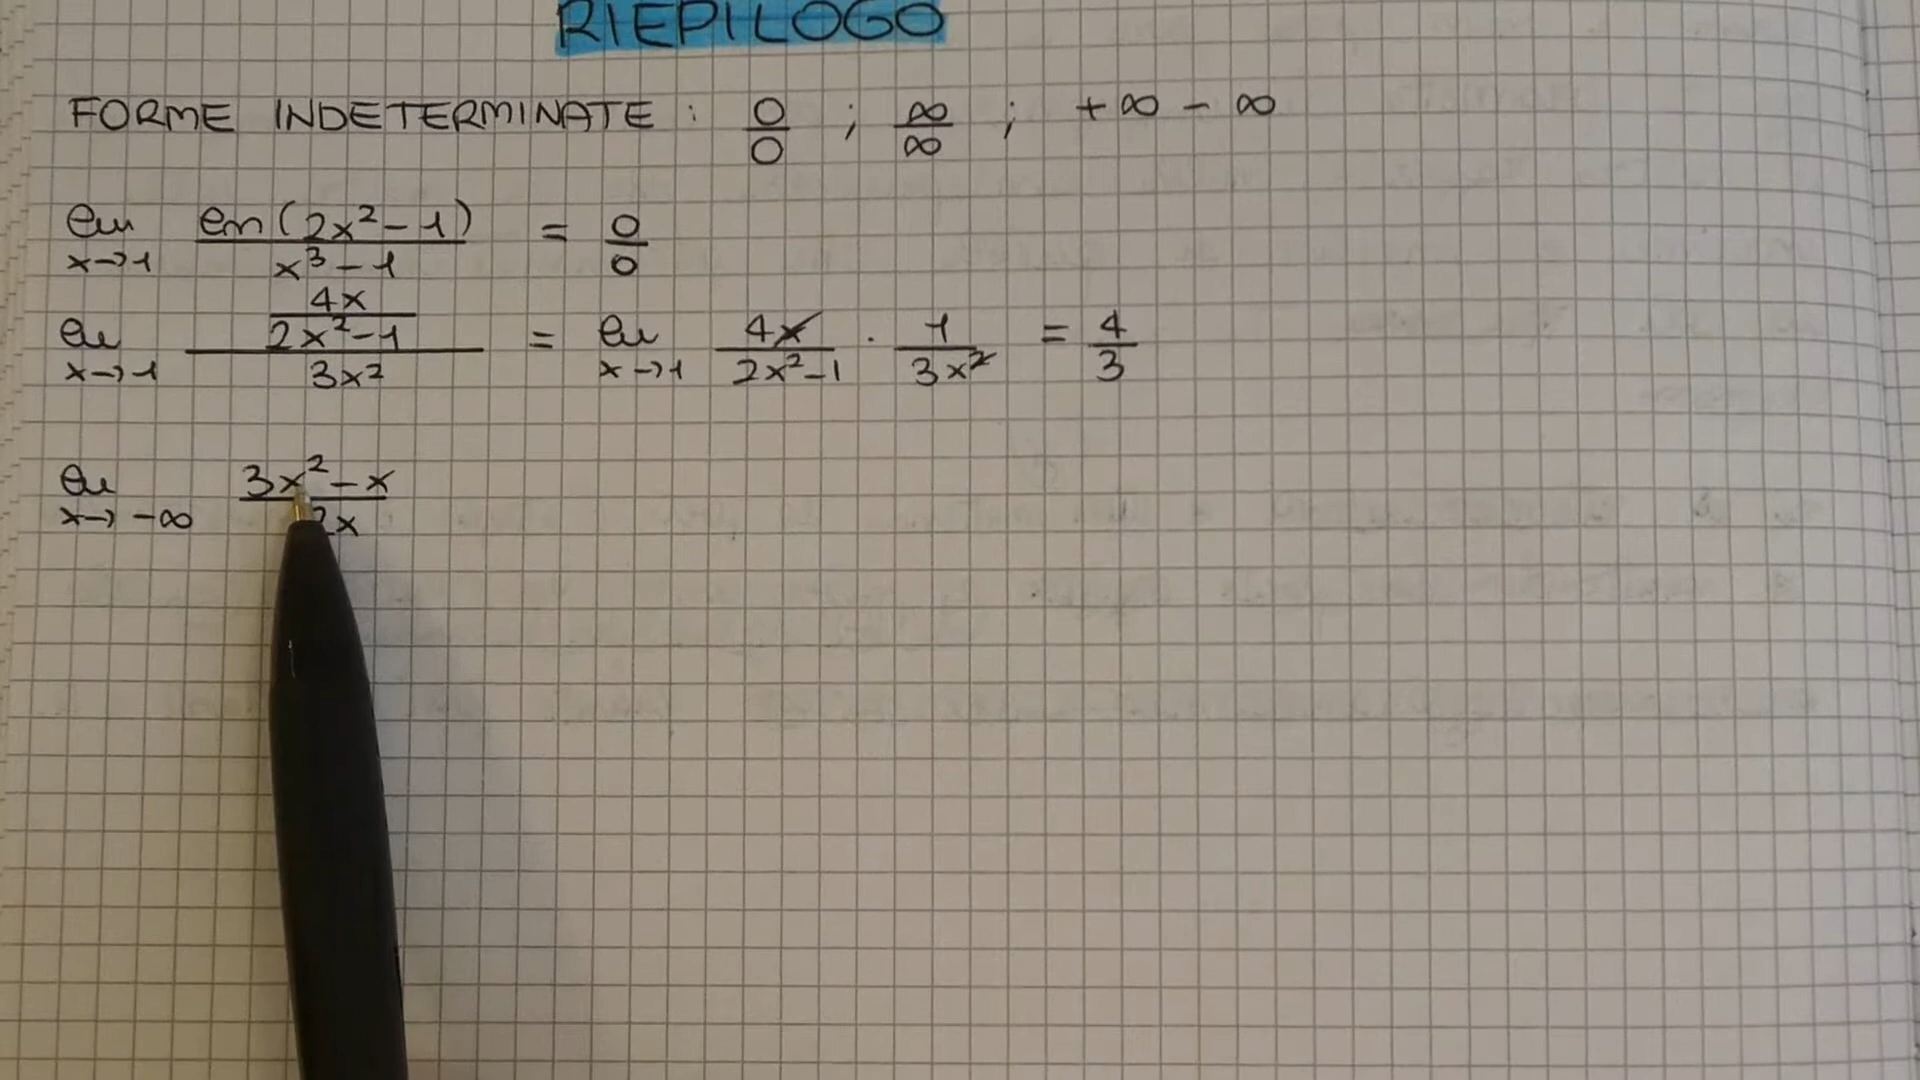 RIEPILOGO
FORME INDETERMINATE : 0/0 ; ∞/∞ ; +∞ - ∞
lim x→1 ln(2x²-1) / x³-1 = 0/0
lim x→1 4x/2x²-1 / 3x² = lim x→1 4x/2x²-1 · 1/3x² = 4/3
lim x→ -∞ 3x²-x / 2x